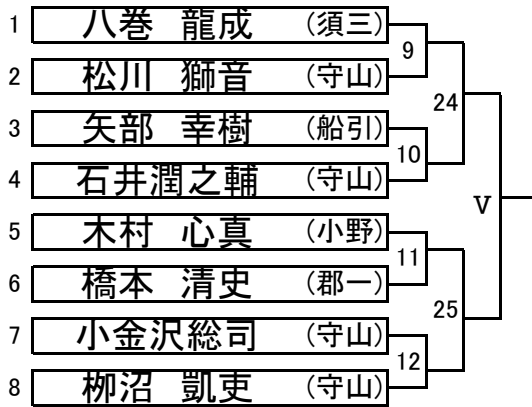 1 八巻 龍成 (須三)
9
2 松川 獅音 (守山)
24
3 矢部 幸樹 (船引)
10
4 石井潤之輔 (守山)
V
5 木村 心真 (小野)
11
6 橋本 清史 (郡一)
25
7 小金沢総司 (守山)
12
8 栁沼 凱吏 (守山)